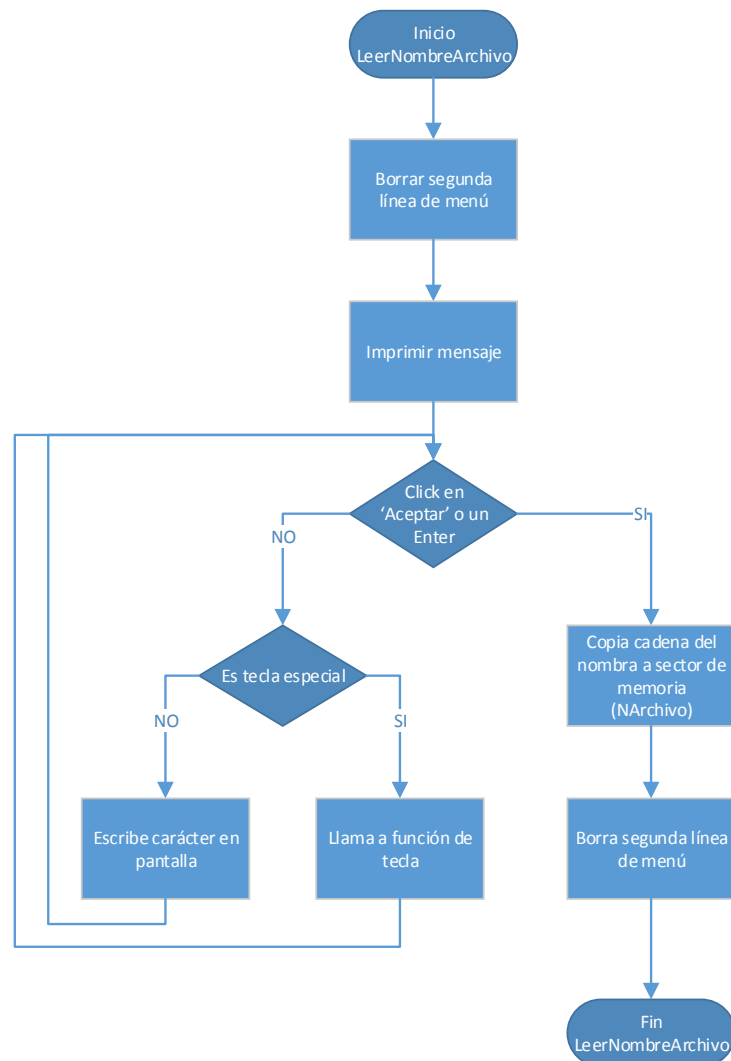 Inicio
LeerNombreArchivo
Borrar segunda
línea de menú
Imprimir mensaje
Click en
‘Aceptar’ o un
Enter
NO
SI
Es tecla especial
Copia cadena del
nombra a sector de
memoria
(NArchivo)
NO
SI
Escribe carácter en
pantalla
Llama a función de
tecla
Borra segunda línea
de menú
Fin
LeerNombreArchivo